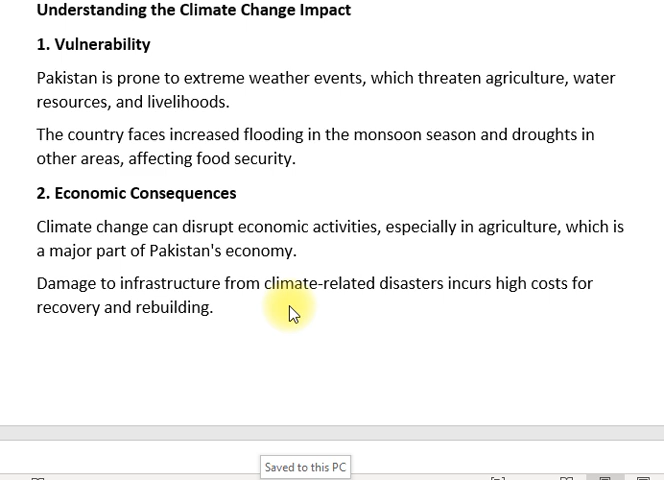 Understanding the Climate Change Impact
1. Vulnerability
Pakistan is prone to extreme weather events, which threaten agriculture, water
resources, and livelihoods.
The country faces increased flooding in the monsoon season and droughts in
other areas, affecting food security.
2. Economic Consequences
Climate change can disrupt economic activities, especially in agriculture, which is
a major part of Pakistan's economy.
Damage to infrastructure from climate-related disasters incurs high costs for
recovery and rebuilding.
Saved to this PC